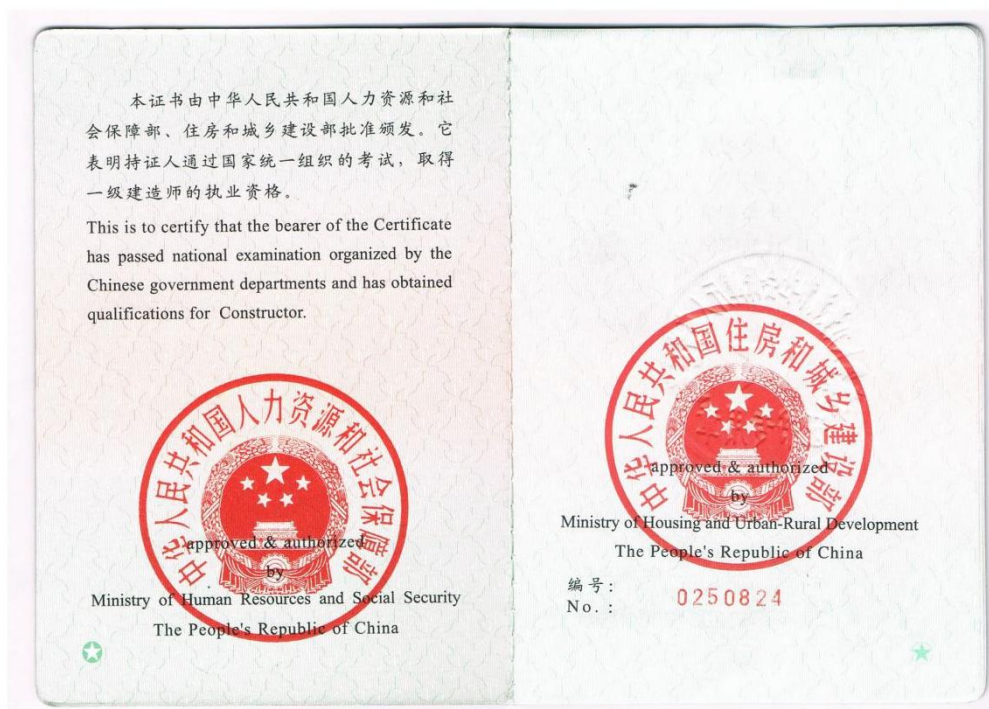 本证书由中华人民共和国人力资源和社
会保障部、住房和城乡建设部批准颁发。它
表明持证人通过国家统一组织的考试，取得
一级建造师的执业资格。
This is to certify that the bearer of the Certificate
has passed national examination organized by the
Chinese government departments and has obtained
qualifications for Constructor.
中华人民共和国人力资源和社会保障部
approved & authorized
by
Ministry of Human Resources and Social Security
The People's Republic of China
中华人民共和国住房和城乡建设部
approved & authorized
by
Ministry of Housing and Urban-Rural Development
The People's Republic of China
编号:
No.:
0250824